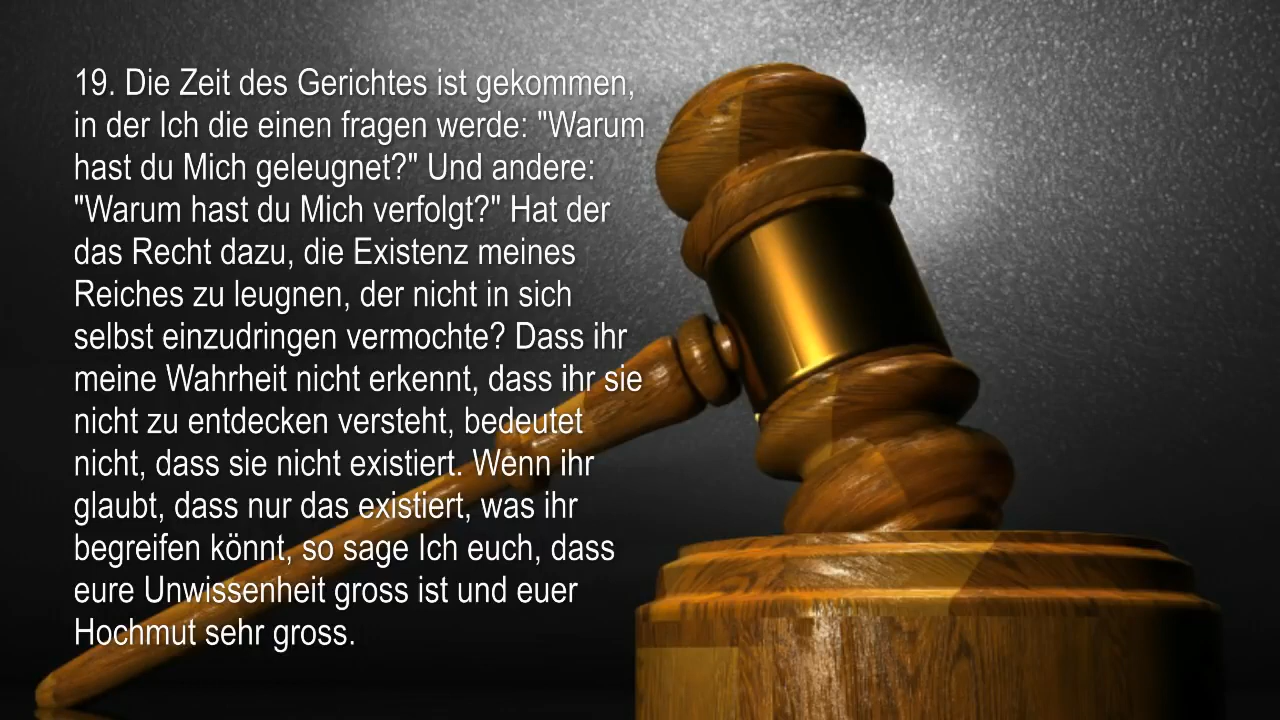 19. Die Zeit des Gerichtes ist gekommen,
in der Ich die einen fragen werde: "Warum
hast du Mich geleugnet?" Und andere:
"Warum hast du Mich verfolgt?" Hat der
das Recht dazu, die Existenz meines
Reiches zu leugnen, der nicht in sich
selbst einzudringen vermochte? Dass ihr
meine Wahrheit nicht erkennt, dass ihr sie
nicht zu entdecken versteht, bedeutet
nicht, dass sie nicht existiert. Wenn ihr
glaubt, dass nur das existiert, was ihr
begreifen könnt, so sage Ich euch, dass
eure Unwissenheit gross ist und euer
Hochmut sehr gross.